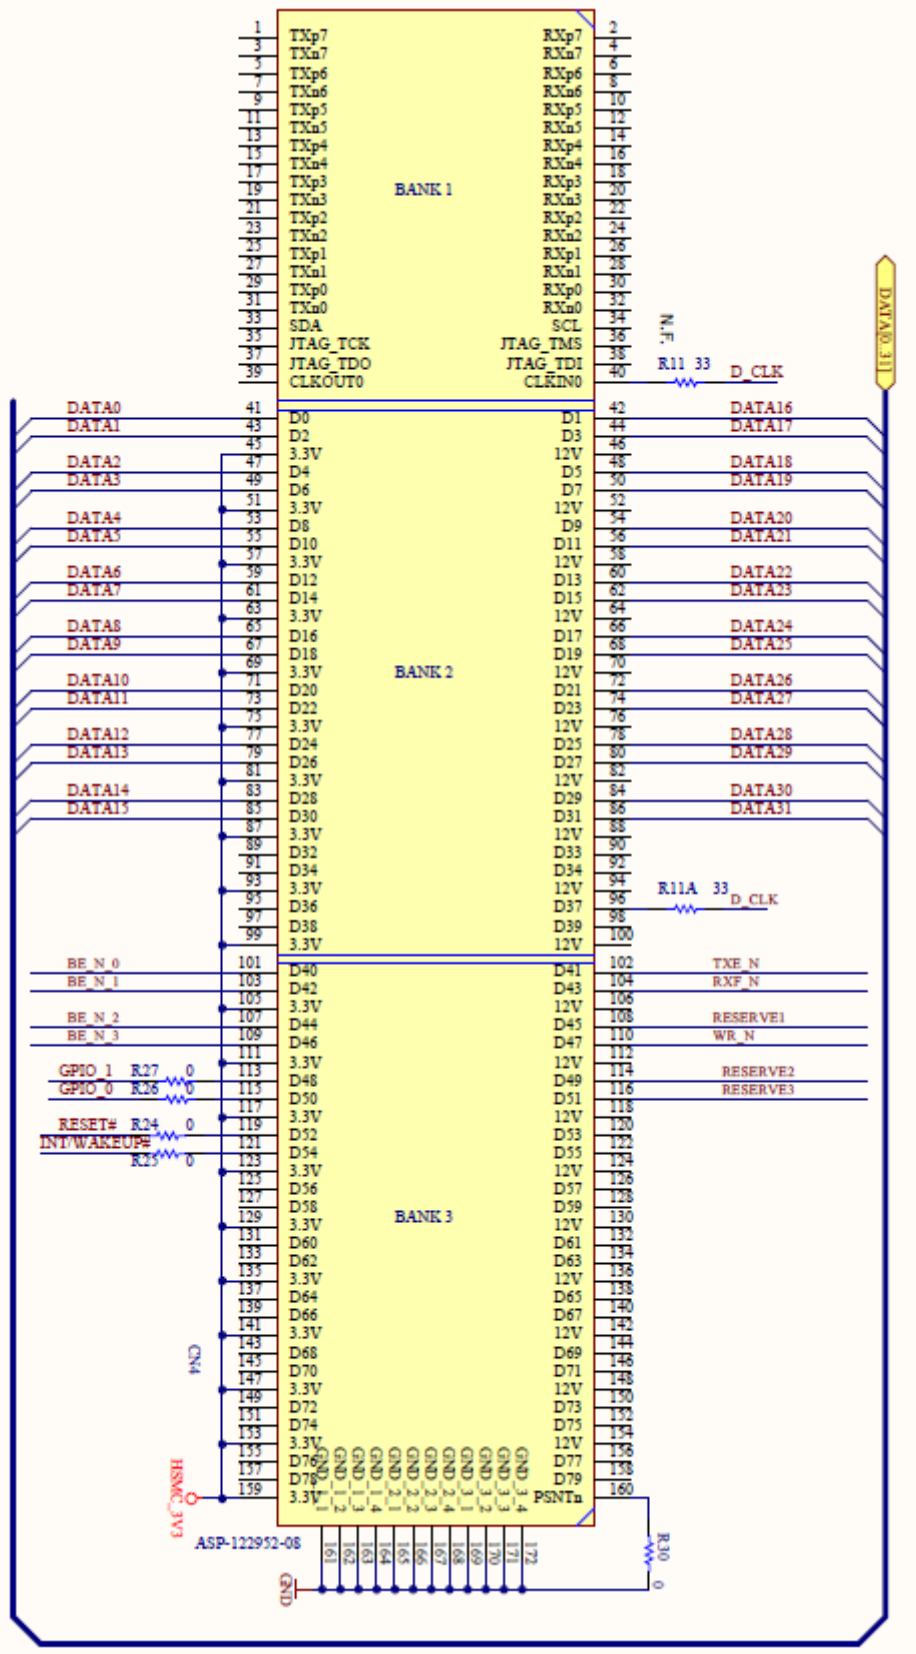 1 TXp7 RXp7 2
3 TXn7 RXn7 4
5 TXp6 RXp6 6
7 TXn6 RXn6 8
9 TXp5 RXp5 10
11 TXn5 RXn5 12
13 TXp4 RXp4 14
15 TXn4 RXn4 16
17 TXp3 RXp3 18
BANK 1
19 TXn3 RXn3 20
21 TXp2 RXp2 22
23 TXn2 RXn2 24
25 TXp1 RXp1 26
27 TXn1 RXn1 28
29 TXp0 RXp0 30
31 TXn0 RXn0 32
33 SDA SCL 34
35 JTAG_TCK JTAG_TMS 36
N.F.
DATA[0..31]
37 JTAG_TDO JTAG_TDI 38
39 CLKOUT0 CLKIN0 40 R11 33 D_CLK
DATA0 41 D0 D1 42 DATA16
DATA1 43 D2 D3 44 DATA17
45 3.3V 12V 46
DATA2 47 D4 D5 48 DATA18
DATA3 49 D6 D7 50 DATA19
51 3.3V 12V 52
DATA4 53 D8 D9 54 DATA20
DATA5 55 D10 D11 56 DATA21
57 3.3V 12V 58
DATA6 59 D12 D13 60 DATA22
DATA7 61 D14 D15 62 DATA23
63 3.3V 12V 64
DATA8 65 D16 D17 66 DATA24
DATA9 67 D18 D19 68 DATA25
69 3.3V BANK 2 12V 70
DATA10 71 D20 D21 72 DATA26
DATA11 73 D22 D23 74 DATA27
75 3.3V 12V 76
DATA12 77 D24 D25 78 DATA28
DATA13 79 D26 D27 80 DATA29
81 3.3V 12V 82
DATA14 83 D28 D29 84 DATA30
DATA15 85 D30 D31 86 DATA31
87 3.3V 12V 88
89 D32 D33 90
91 D34 D34 92
93 3.3V 12V 94
95 D36 D37 96 R11A 33 D_CLK
97 D38 D39 98
99 3.3V 12V 100
BE_N_0 101 D40 D41 102 TXE_N
BE_N_1 103 D42 D43 104 RXF_N
105 3.3V 12V 106
BE_N_2 107 D44 D45 108 RESERVE1
BE_N_3 109 D46 D47 110 WR_N
111 3.3V 12V 112
GPIO_1 R27 0 113 D48 D49 114 RESERVE2
GPIO_0 R26 0 115 D50 D51 116 RESERVE3
117 3.3V 12V 118
RESET# R24 0 119 D52 D53 120
INT/WAKEUP# R25 0 121 D54 D55 122
123 3.3V 12V 124
125 D56 D57 126
127 D58 D59 128
129 3.3V BANK 3 12V 130
131 D60 D61 132
133 D62 D63 134
135 3.3V 12V 136
137 D64 D65 138
139 D66 D67 140
141 3.3V 12V 142
143 D68 D69 144
CN4
145 D70 D71 146
147 3.3V 12V 148
149 D72 D73 150
151 D74 D75 152
153 3.3V 12V 154
155 D76 D77 156
157 D78 D79 158
HSMC_3V3 159 3.3V PSNTn 160
GND_1_1 GND_1_2 GND_1_3 GND_1_4 GND_2_1 GND_2_2 GND_2_3 GND_2_4 GND_3_1 GND_3_2 GND_3_3 GND_3_4
ASP-122952-08
161 162 163 164 165 166 167 168 169 170 171 172
R30 0
GND